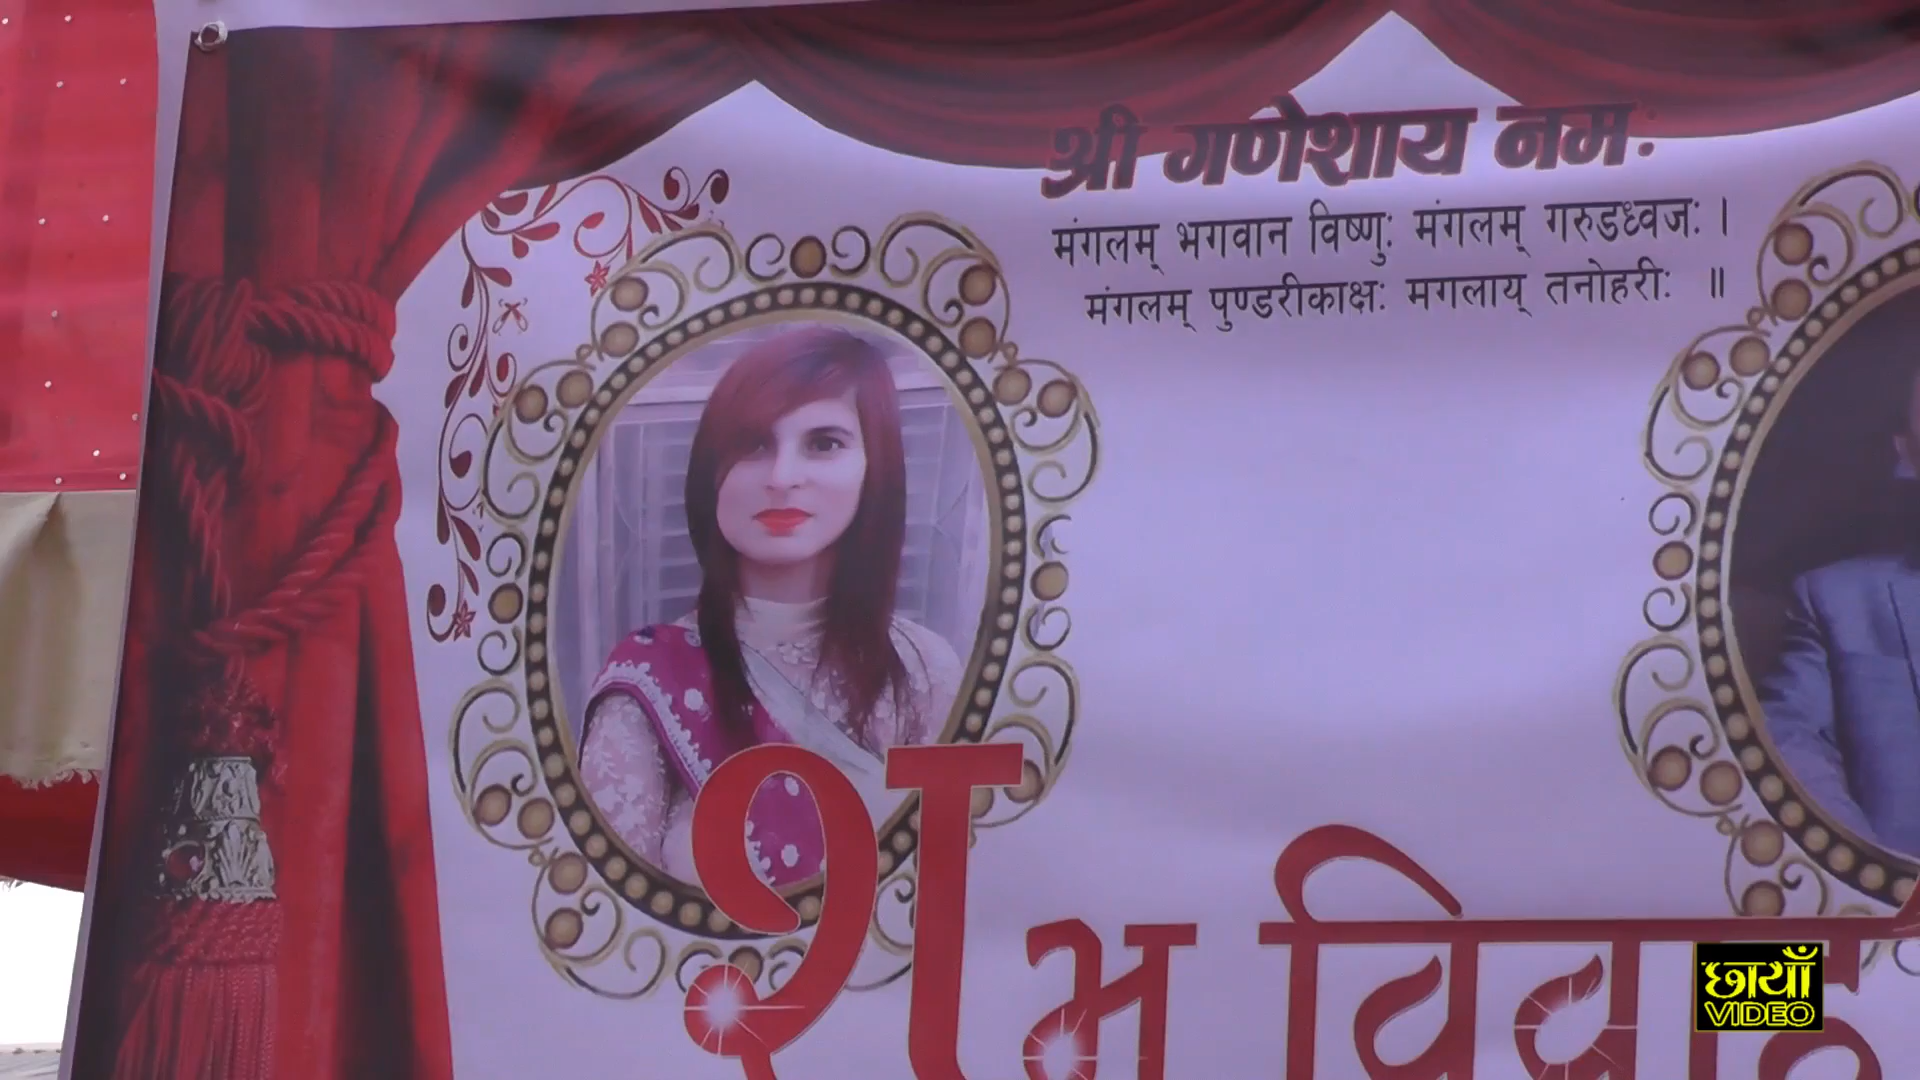 श्री गणेशाय नमः
मंगलम् भगवान विष्णुः मंगलम् गरुडध्वजः ।
मंगलम् पुण्डरीकाक्षः मगलाय् तनोहरीः ॥
शुभ विवाह
छायाँ
VIDEO